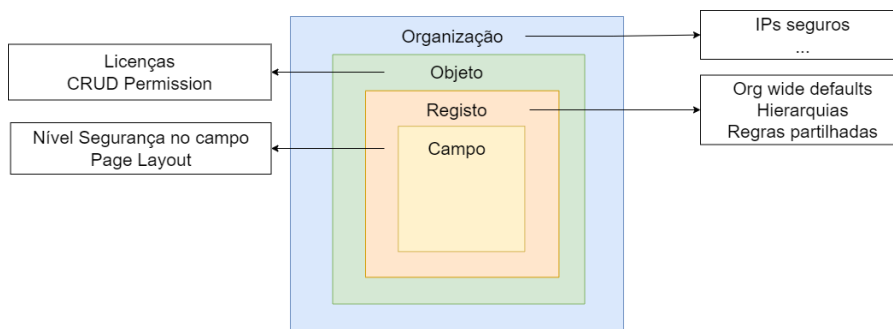 Organização
IPs seguros
...
Licenças
CRUD Permission
Objeto
Registo
Org wide defaults
Hierarquias
Regras partilhadas
Nível Segurança no campo
Page Layout
Campo